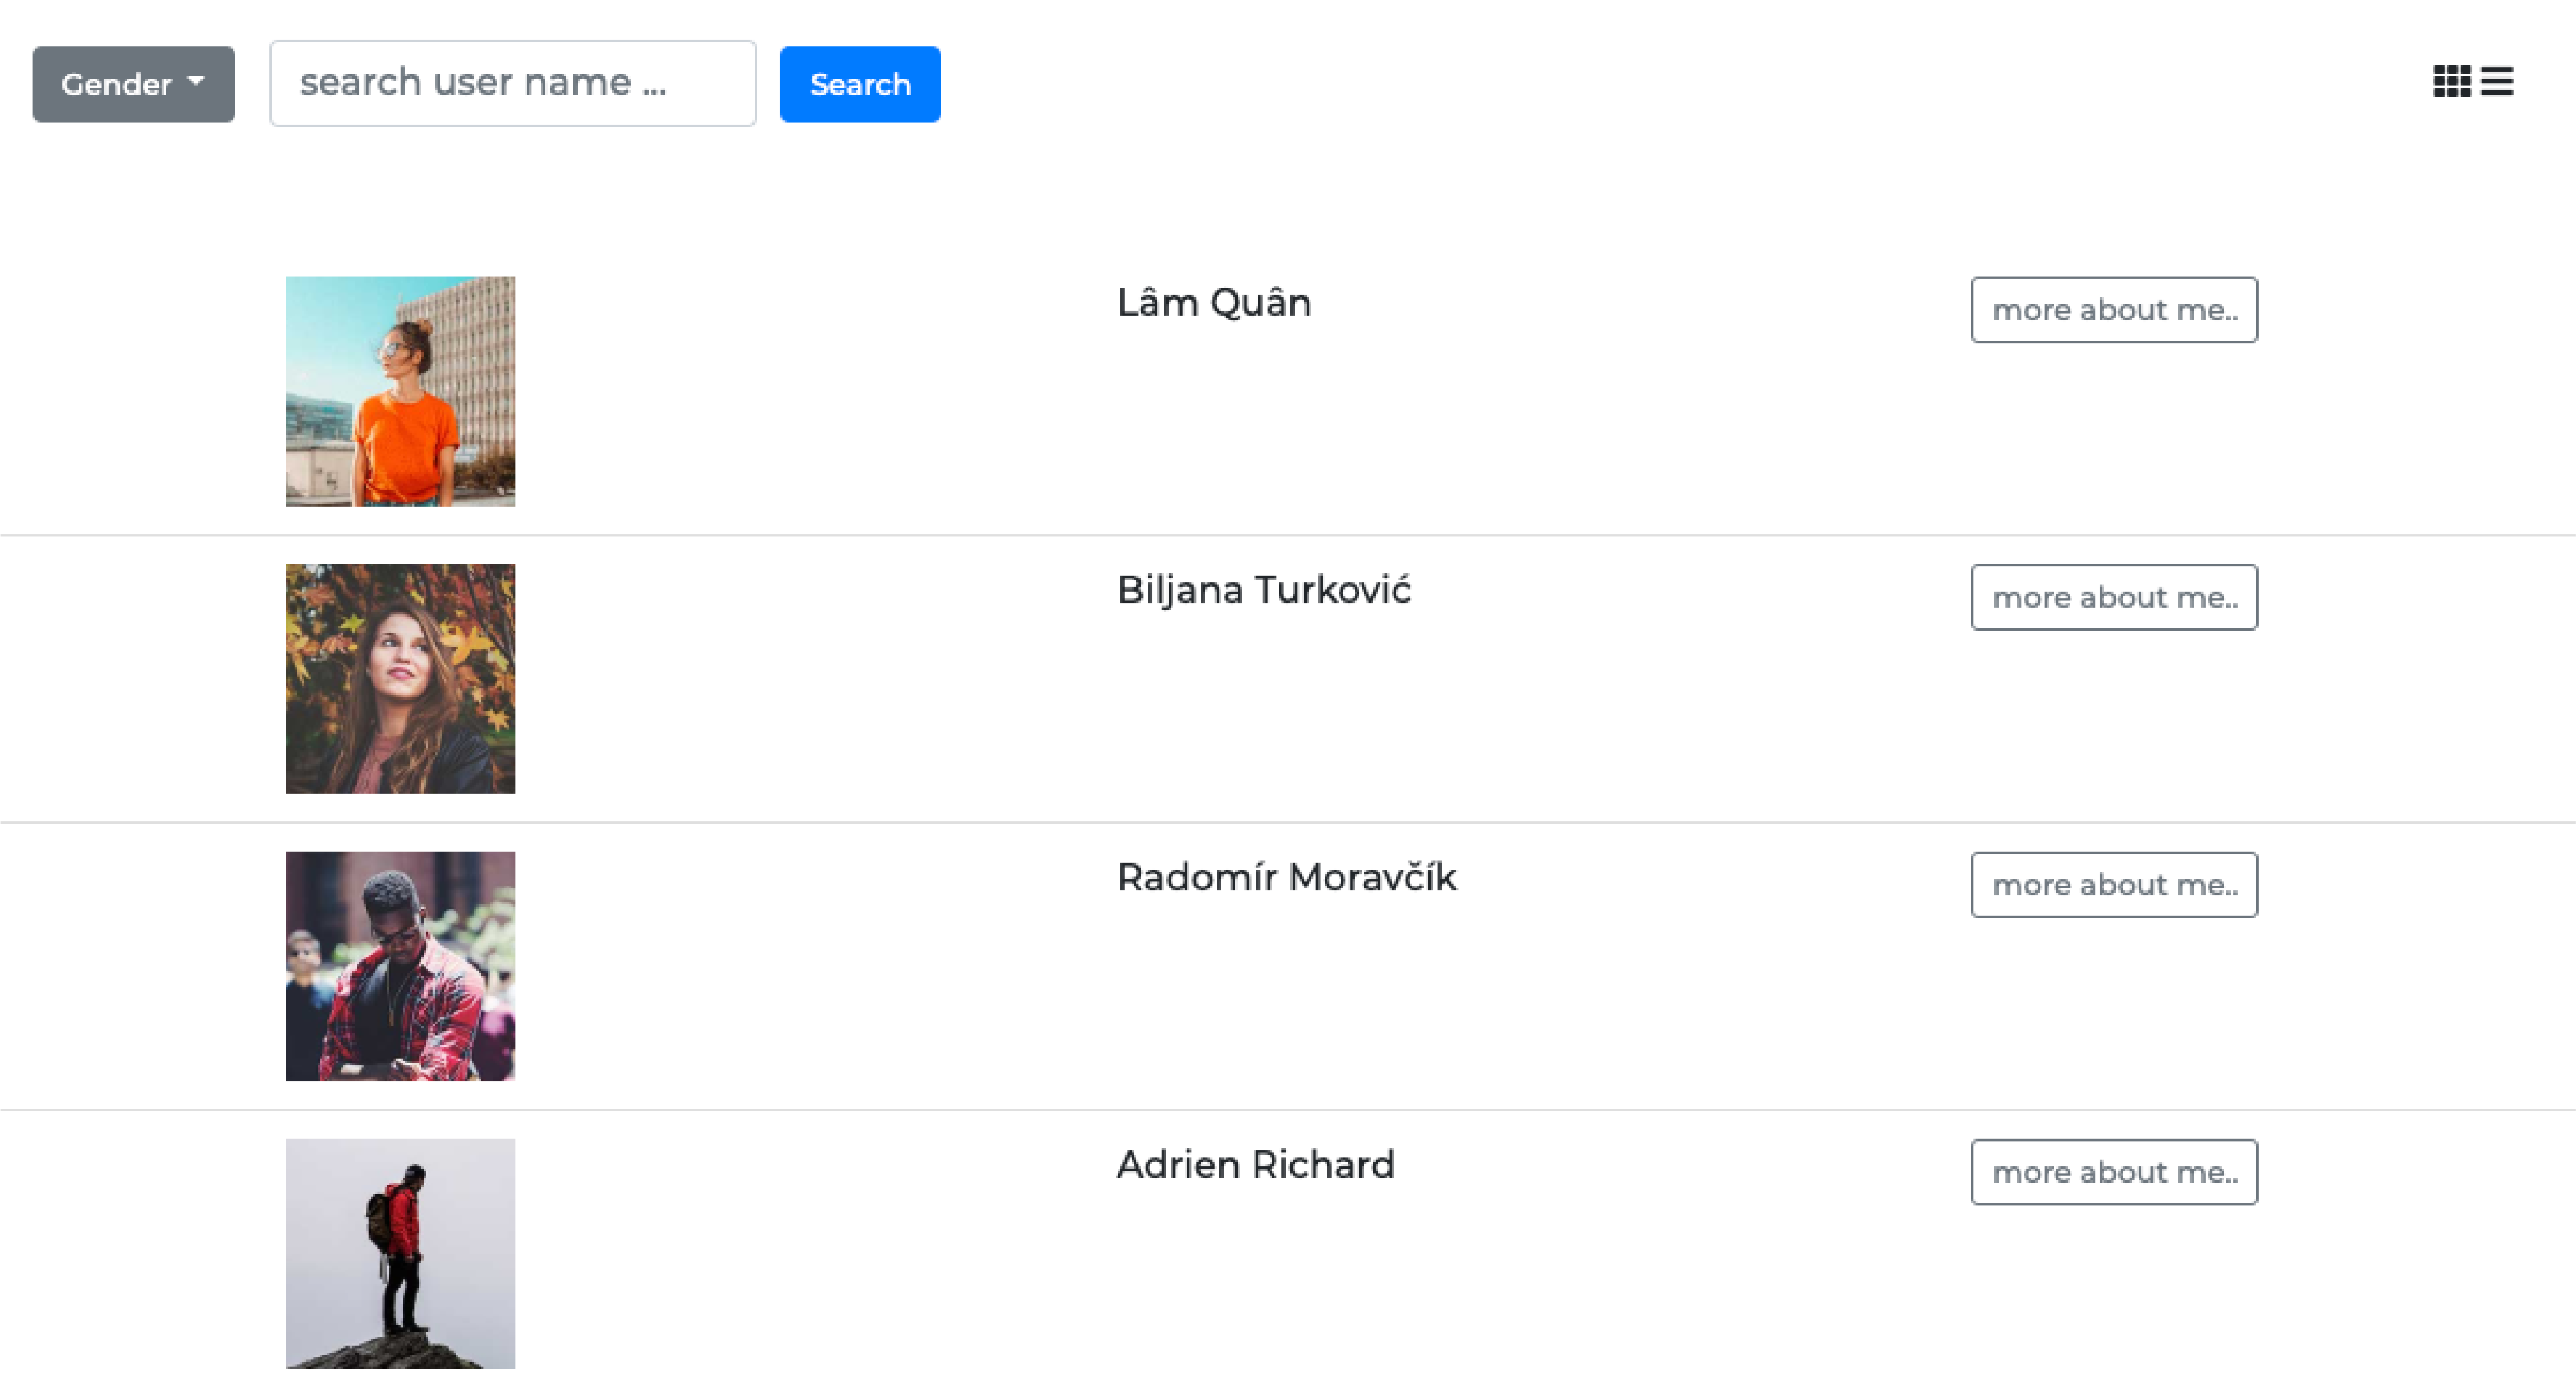 Gender
search user name ...
Search
Lâm Quân
more about me..
Biljana Turković
more about me..
Radomír Moravčík
more about me..
Adrien Richard
more about me..